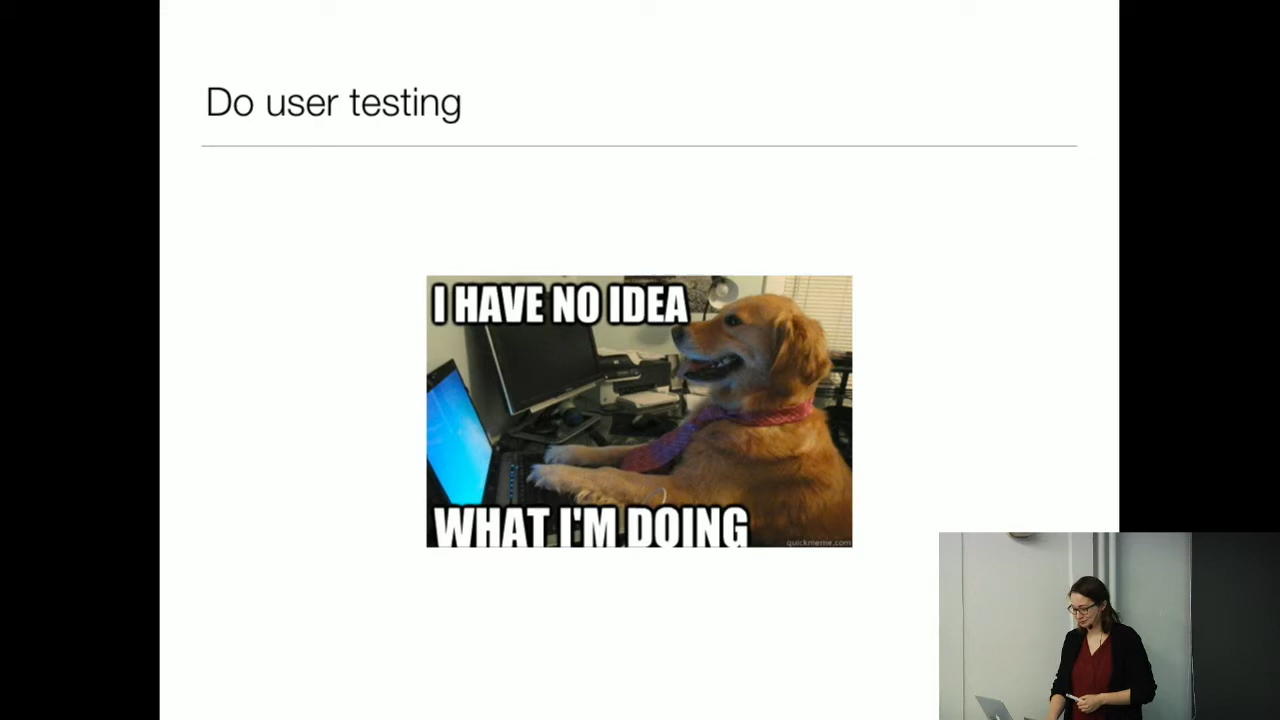 Do user testing
I HAVE NO IDEA
WHAT I'M DOING
quickmeme.com